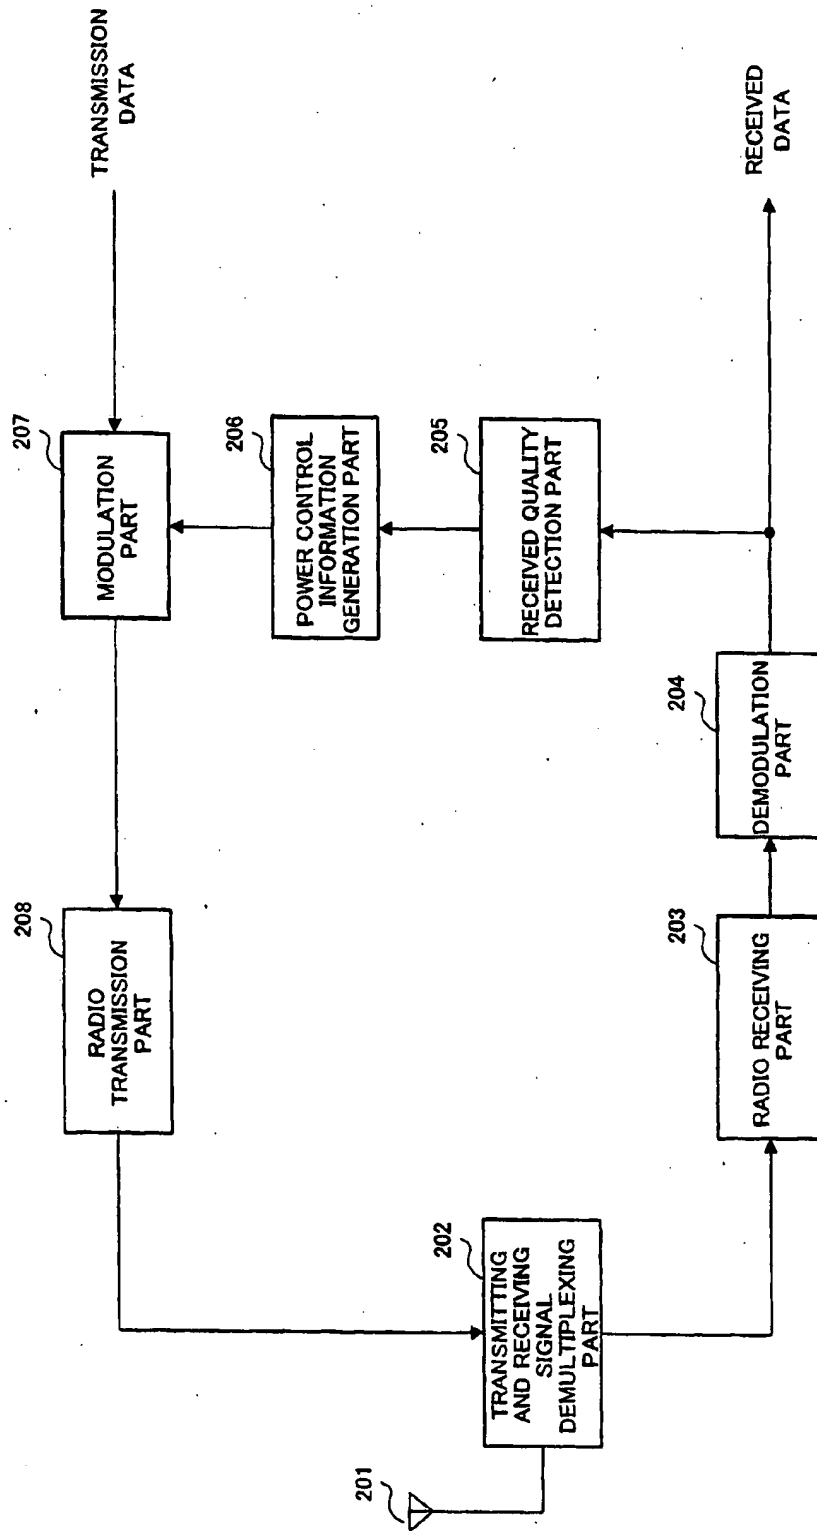 201
202
TRANSMITTING
AND RECEIVING
SIGNAL
DEMULTIPLEXING
PART
208
RADIO
TRANSMISSION
PART
207
MODULATION
PART
TRANSMISSION
DATA
206
POWER CONTROL
INFORMATION
GENERATION PART
205
RECEIVED QUALITY
DETECTION PART
203
RADIO RECEIVING
PART
204
DEMODULATION
PART
RECEIVED
DATA